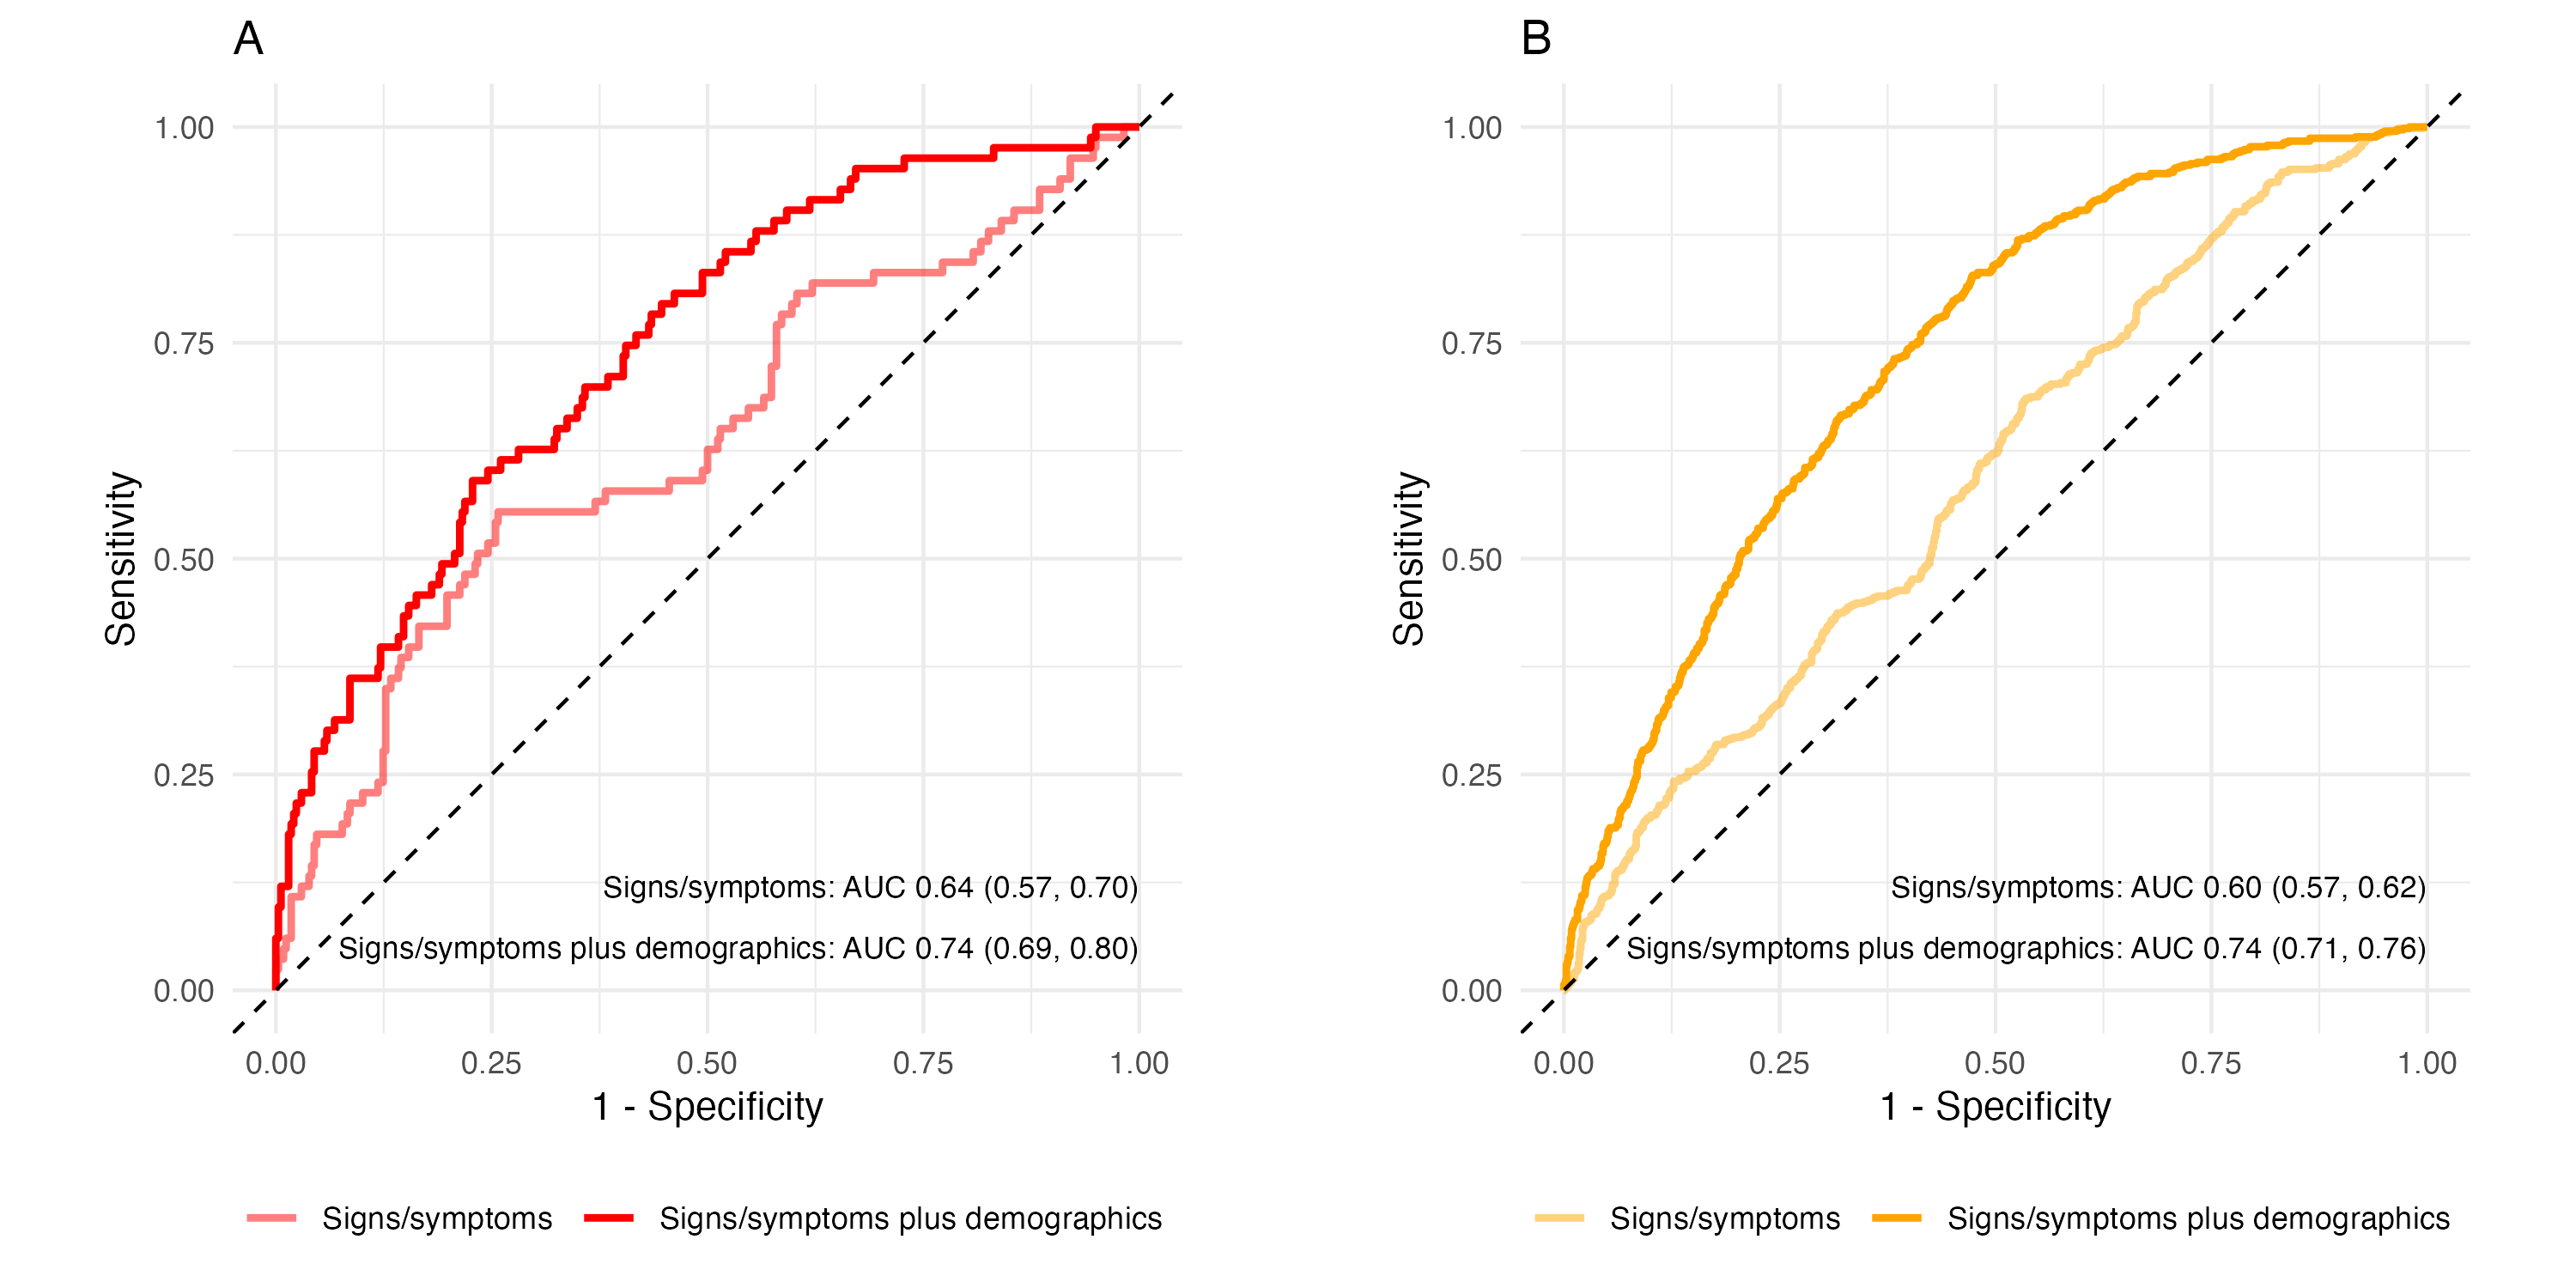 A
1.00
0.75
0.50
0.25
0.00
Sensitivity
Signs/symptoms: AUC 0.64 (0.57, 0.70)
Signs/symptoms plus demographics: AUC 0.74 (0.69, 0.80)
0.00 0.25 0.50 0.75 1.00
1 - Specificity
Signs/symptoms Signs/symptoms plus demographics
B
1.00
0.75
0.50
0.25
0.00
Sensitivity
Signs/symptoms: AUC 0.60 (0.57, 0.62)
Signs/symptoms plus demographics: AUC 0.74 (0.71, 0.76)
0.00 0.25 0.50 0.75 1.00
1 - Specificity
Signs/symptoms Signs/symptoms plus demographics